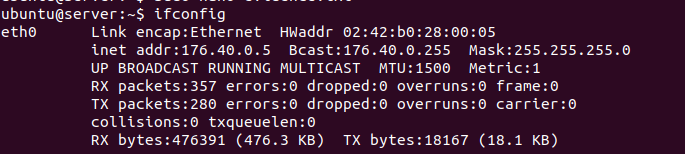 ubuntu@server:~$ ifconfig
eth0 Link encap:Ethernet HWaddr 02:42:b0:28:00:05
inet addr:176.40.0.5 Bcast:176.40.0.255 Mask:255.255.255.0
UP BROADCAST RUNNING MULTICAST MTU:1500 Metric:1
RX packets:357 errors:0 dropped:0 overruns:0 frame:0
TX packets:280 errors:0 dropped:0 overruns:0 carrier:0
collisions:0 txqueuelen:0
RX bytes:476391 (476.3 KB) TX bytes:18167 (18.1 KB)